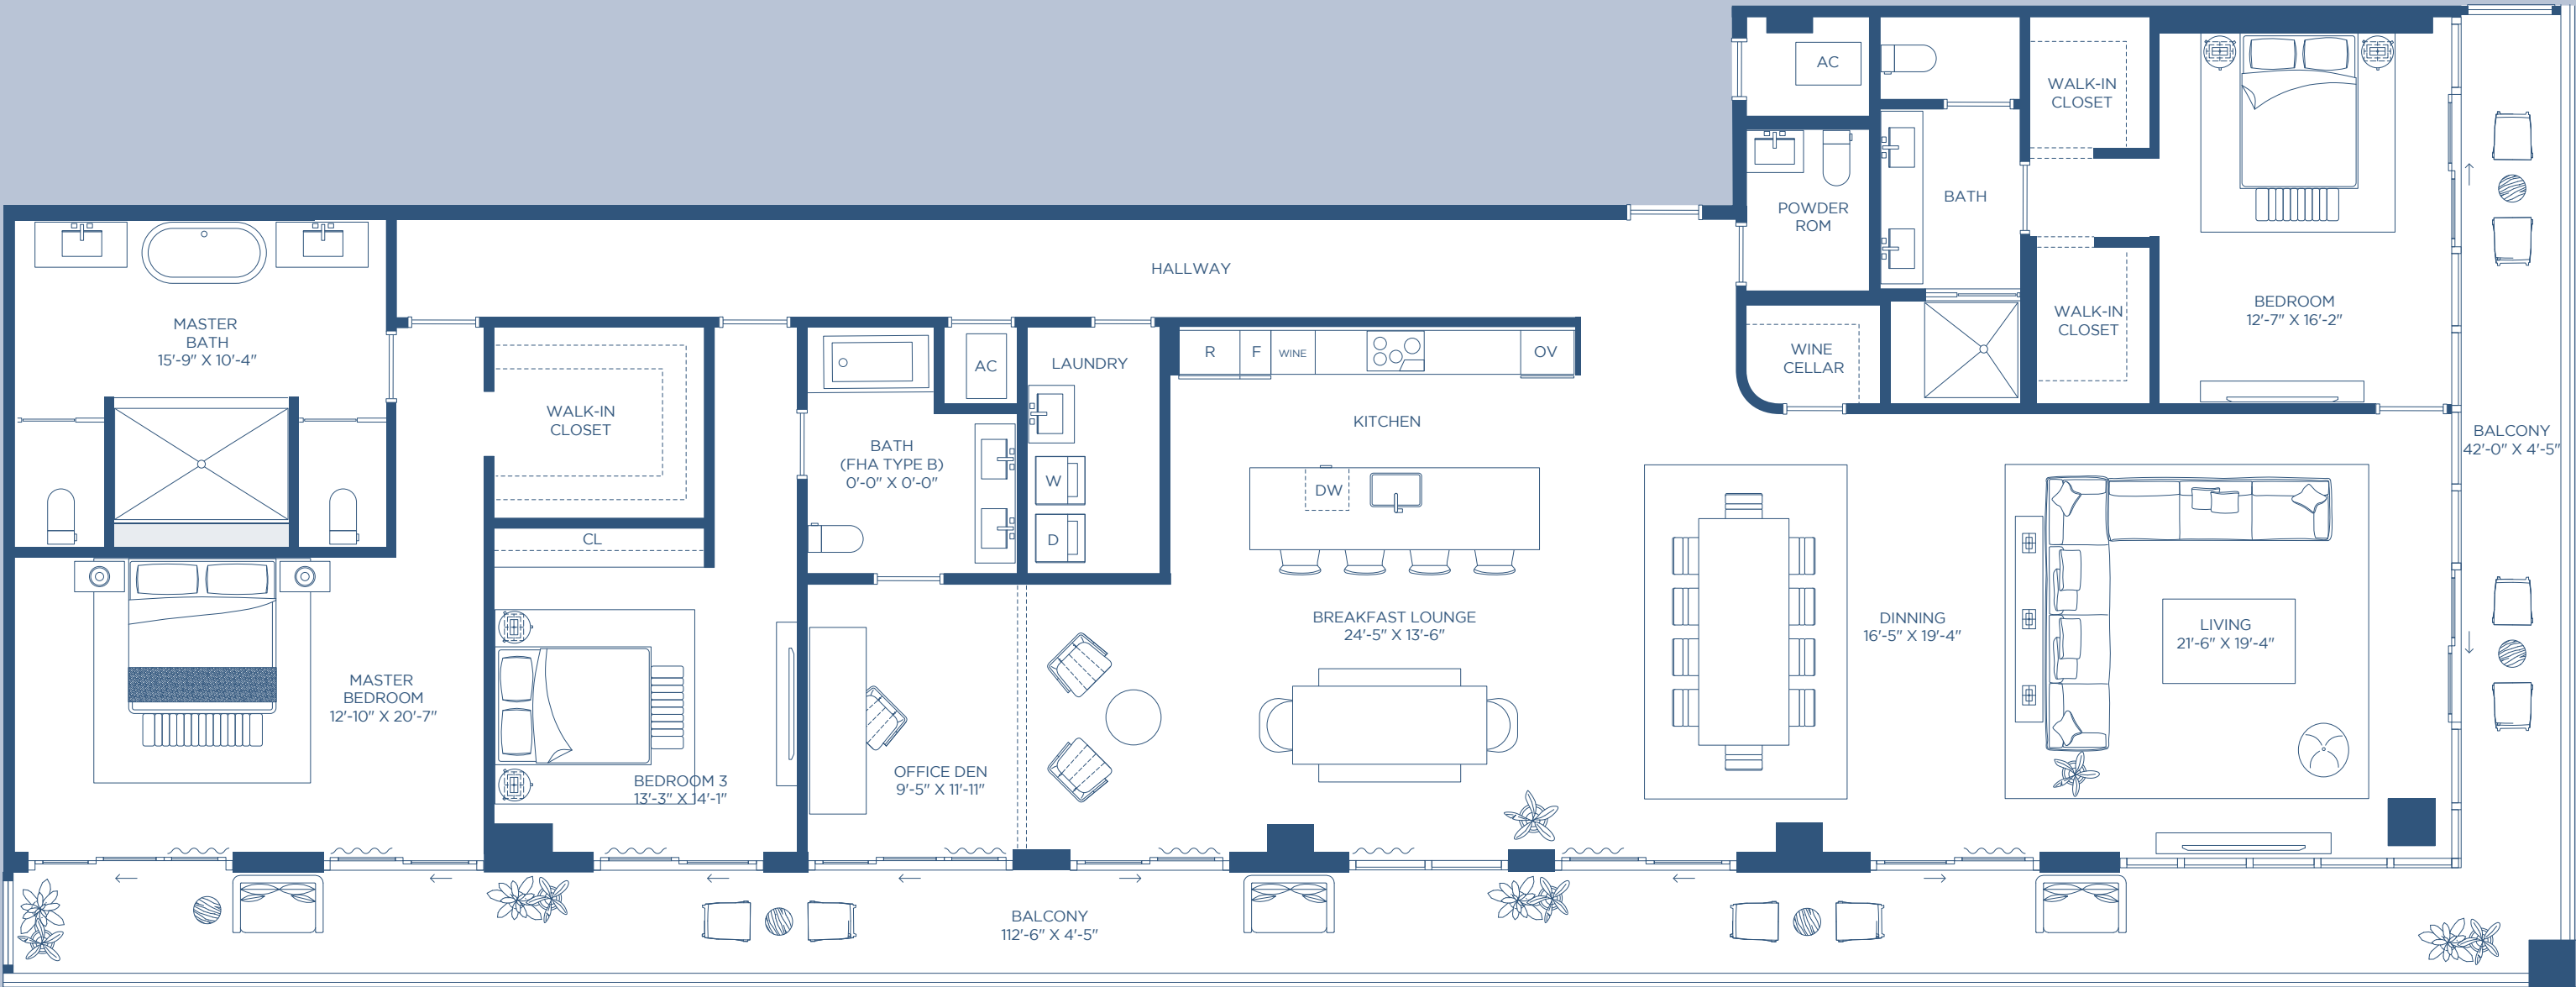 AC
WALK-IN
CLOSET
BATH
POWDER
ROM
HALLWAY
BEDROOM
12'-7" X 16'-2"
WALK-IN
CLOSET
MASTER
BATH
15'-9" X 10'-4"
WINE
CELLAR
R
F
WINE
OV
AC
LAUNDRY
WALK-IN
CLOSET
KITCHEN
BALCONY
42'-0" X 4'-5"
BATH
(FHA TYPE B)
0'-0" X 0'-0"
W
DW
CL
D
BREAKFAST LOUNGE
24'-5" X 13'-6"
DINNING
16'-5" X 19'-4"
LIVING
21'-6" X 19'-4"
MASTER
BEDROOM
12'-10" X 20'-7"
BEDROOM 3
13'-3" X 14'-1"
OFFICE DEN
9'-5" X 11'-11"
BALCONY
112'-6" X 4'-5"